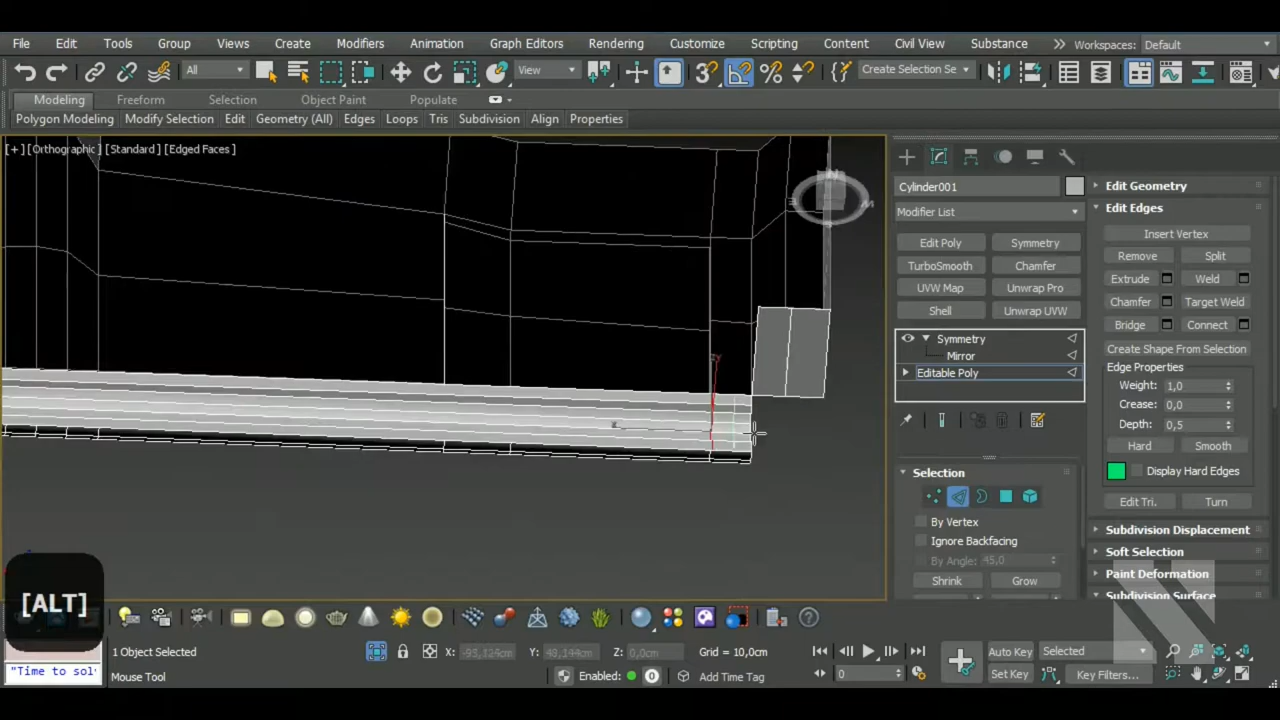 File Edit Tools Group Views Create Modifiers Animation Graph Editors Rendering Customize Scripting Content Civil View Substance Workspaces: Default
All View Create Selection Se
Modeling Freeform Selection Object Paint Populate
Polygon Modeling Modify Selection Edit Geometry (All) Edges Loops Tris Subdivision Align Properties
[+] [Orthographic] [Standard] [Edged Faces]
Cylinder001
Modifier List
Edit Poly Symmetry
TurboSmooth Chamfer
UVW Map Unwrap Pro
Shell Unwrap UVW
Symmetry
Mirror
Editable Poly
Selection
By Vertex
Ignore Backfacing
By Angle: 45,0
Shrink Grow
Edit Geometry
Edit Edges
Insert Vertex
Remove Split
Extrude Weld
Chamfer Target Weld
Bridge Connect
Create Shape From Selection
Edge Properties
Weight: 1,0
Crease: 0,0
Depth: 0,5
Hard Smooth
Display Hard Edges
Edit Tri. Turn
Subdivision Displacement
Soft Selection
Paint Deformation
Subdivision Surface
[ALT]
1 Object Selected X: -95,124cm Y: 49,144cm Z: 0,0cm Grid = 10,0cm Auto Key Selected
"Time to sol Mouse Tool Enabled: 0 Add Time Tag 0 Set Key Key Filters...